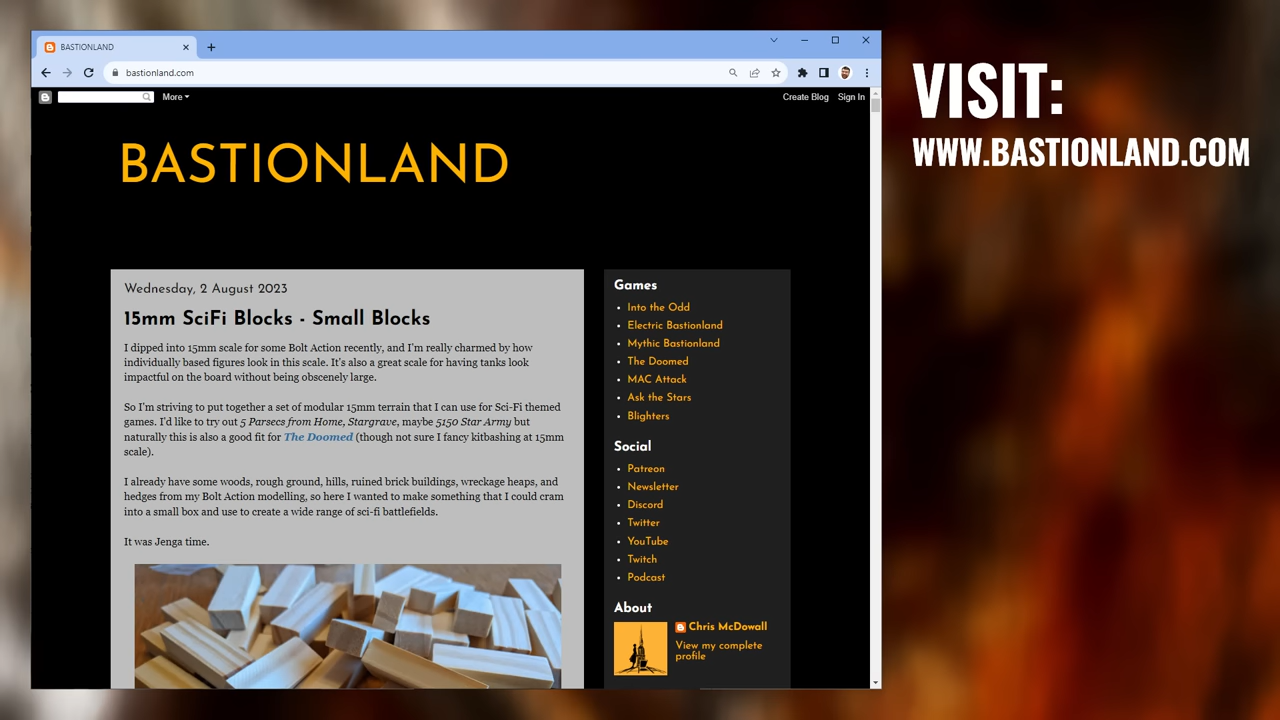 BASTIONLAND
bastionland.com
More
Create Blog
Sign In
BASTIONLAND
Wednesday, 2 August 2023
15mm SciFi Blocks - Small Blocks
I dipped into 15mm scale for some Bolt Action recently, and I'm really charmed by how
individually based figures look in this scale. It's also a great scale for having tanks look
impactful on the board without being obscenely large.
So I'm striving to put together a set of modular 15mm terrain that I can use for Sci-Fi themed
games. I'd like to try out 5 Parsecs from Home, Stargrave, maybe 5150 Star Army but
naturally this is also a good fit for The Doomed (though not sure I fancy kitbashing at 15mm
scale).
I already have some woods, rough ground, hills, ruined brick buildings, wreckage heaps, and
hedges from my Bolt Action modelling, so here I wanted to make something that I could cram
into a small box and use to create a wide range of sci-fi battlefields.
It was Jenga time.
Games
Into the Odd
Electric Bastionland
Mythic Bastionland
The Doomed
MAC Attack
Ask the Stars
Blighters
Social
Patreon
Newsletter
Discord
Twitter
YouTube
Twitch
Podcast
About
Chris McDowall
View my complete
profile
VISIT:
WWW.BASTIONLAND.COM